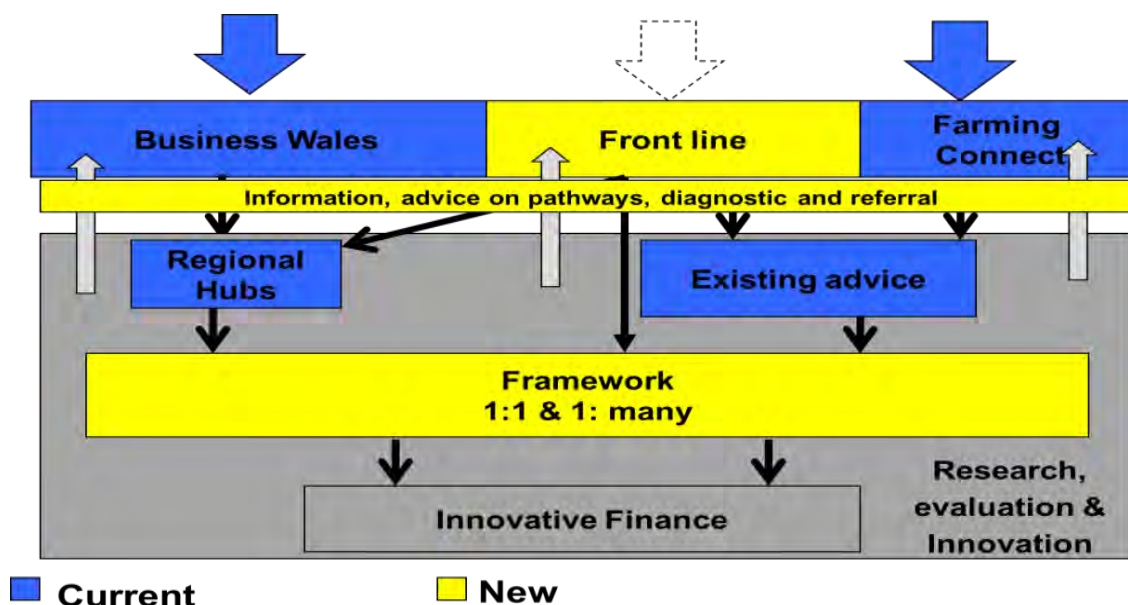 Business Wales
Front line
Farming
Connect
Information, advice on pathways, diagnostic and referral
Regional
Hubs
Existing advice
Framework
1:1 & 1: many
Innovative Finance
Research,
evaluation &
Innovation
Current
New